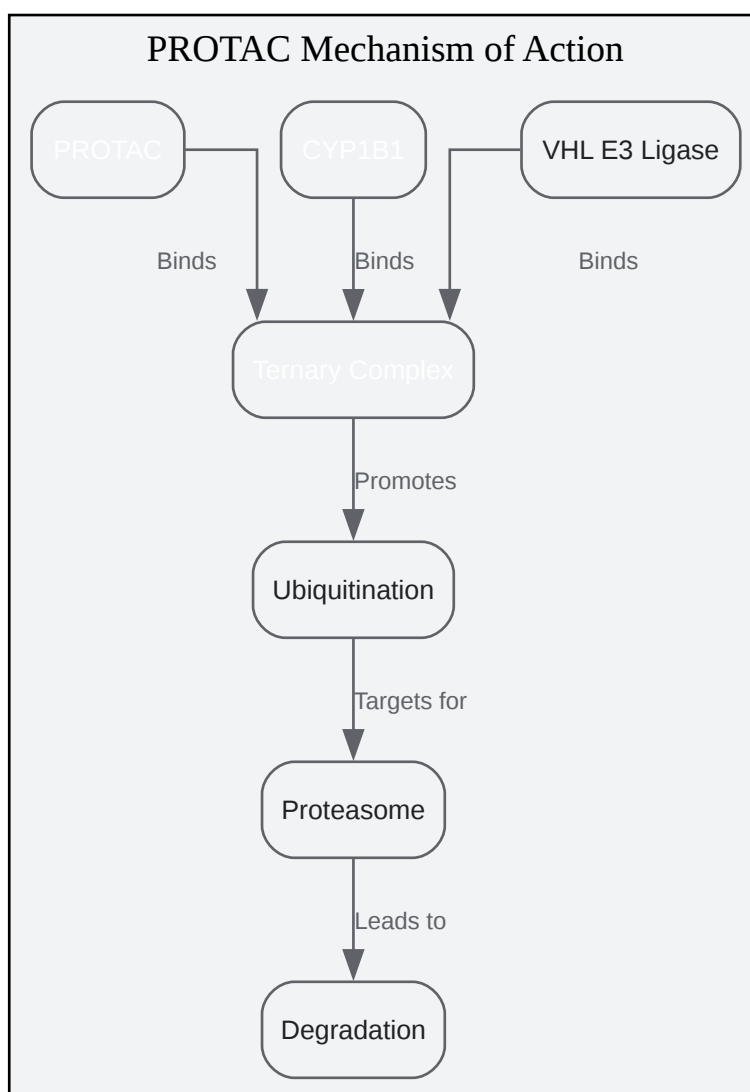 PROTAC Mechanism of Action
PROTAC
CYP1B1
VHL E3 Ligase
Binds
Binds
Binds
Ternary Complex
Promotes
Ubiquitination
Targets for
Proteasome
Leads to
Degradation